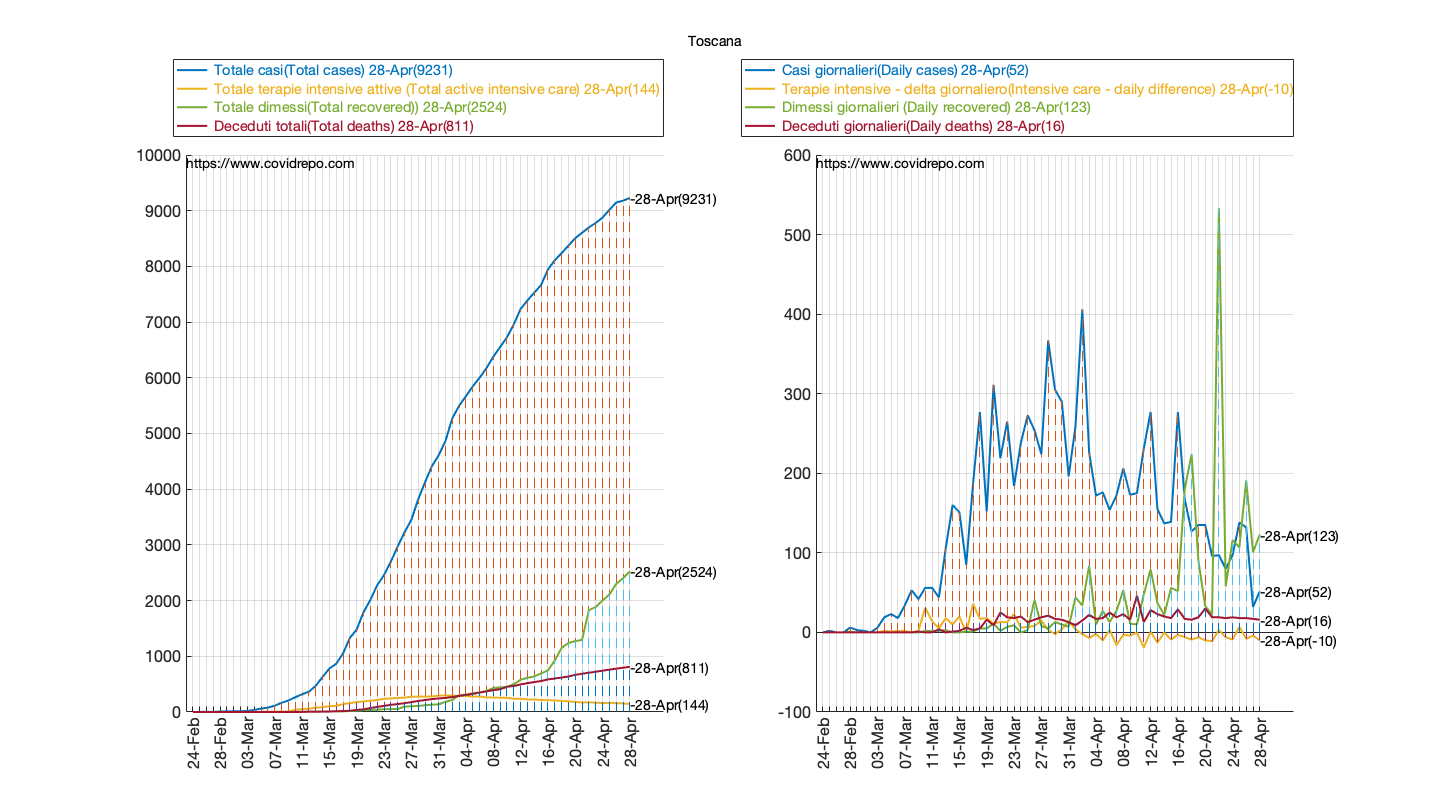 Toscana
Totale casi(Total cases) 28-Apr(9231)
Totale terapie intensive attive (Total active intensive care) 28-Apr(144)
Totale dimessi(Total recovered)) 28-Apr(2524)
Deceduti totali(Total deaths) 28-Apr(811)
Casi giornalieri(Daily cases) 28-Apr(52)
Terapie intensive - delta giornaliero(Intensive care - daily difference) 28-Apr(-10)
Dimessi giornalieri (Daily recovered) 28-Apr(123)
Deceduti giornalieri(Daily deaths) 28-Apr(16)
https://www.covidrepo.com
10000
9000
8000
7000
6000
5000
4000
3000
2000
1000
0
-28-Apr(9231)
-28-Apr(2524)
-28-Apr(811)
-28-Apr(144)
24-Feb
28-Feb
03-Mar
07-Mar
11-Mar
15-Mar
19-Mar
23-Mar
27-Mar
31-Mar
04-Apr
08-Apr
12-Apr
16-Apr
20-Apr
24-Apr
28-Apr
https://www.covidrepo.com
600
500
400
300
200
100
0
-100
-28-Apr(123)
-28-Apr(52)
-28-Apr(16)
-28-Apr(-10)
24-Feb
28-Feb
03-Mar
07-Mar
11-Mar
15-Mar
19-Mar
23-Mar
27-Mar
31-Mar
04-Apr
08-Apr
12-Apr
16-Apr
20-Apr
24-Apr
28-Apr